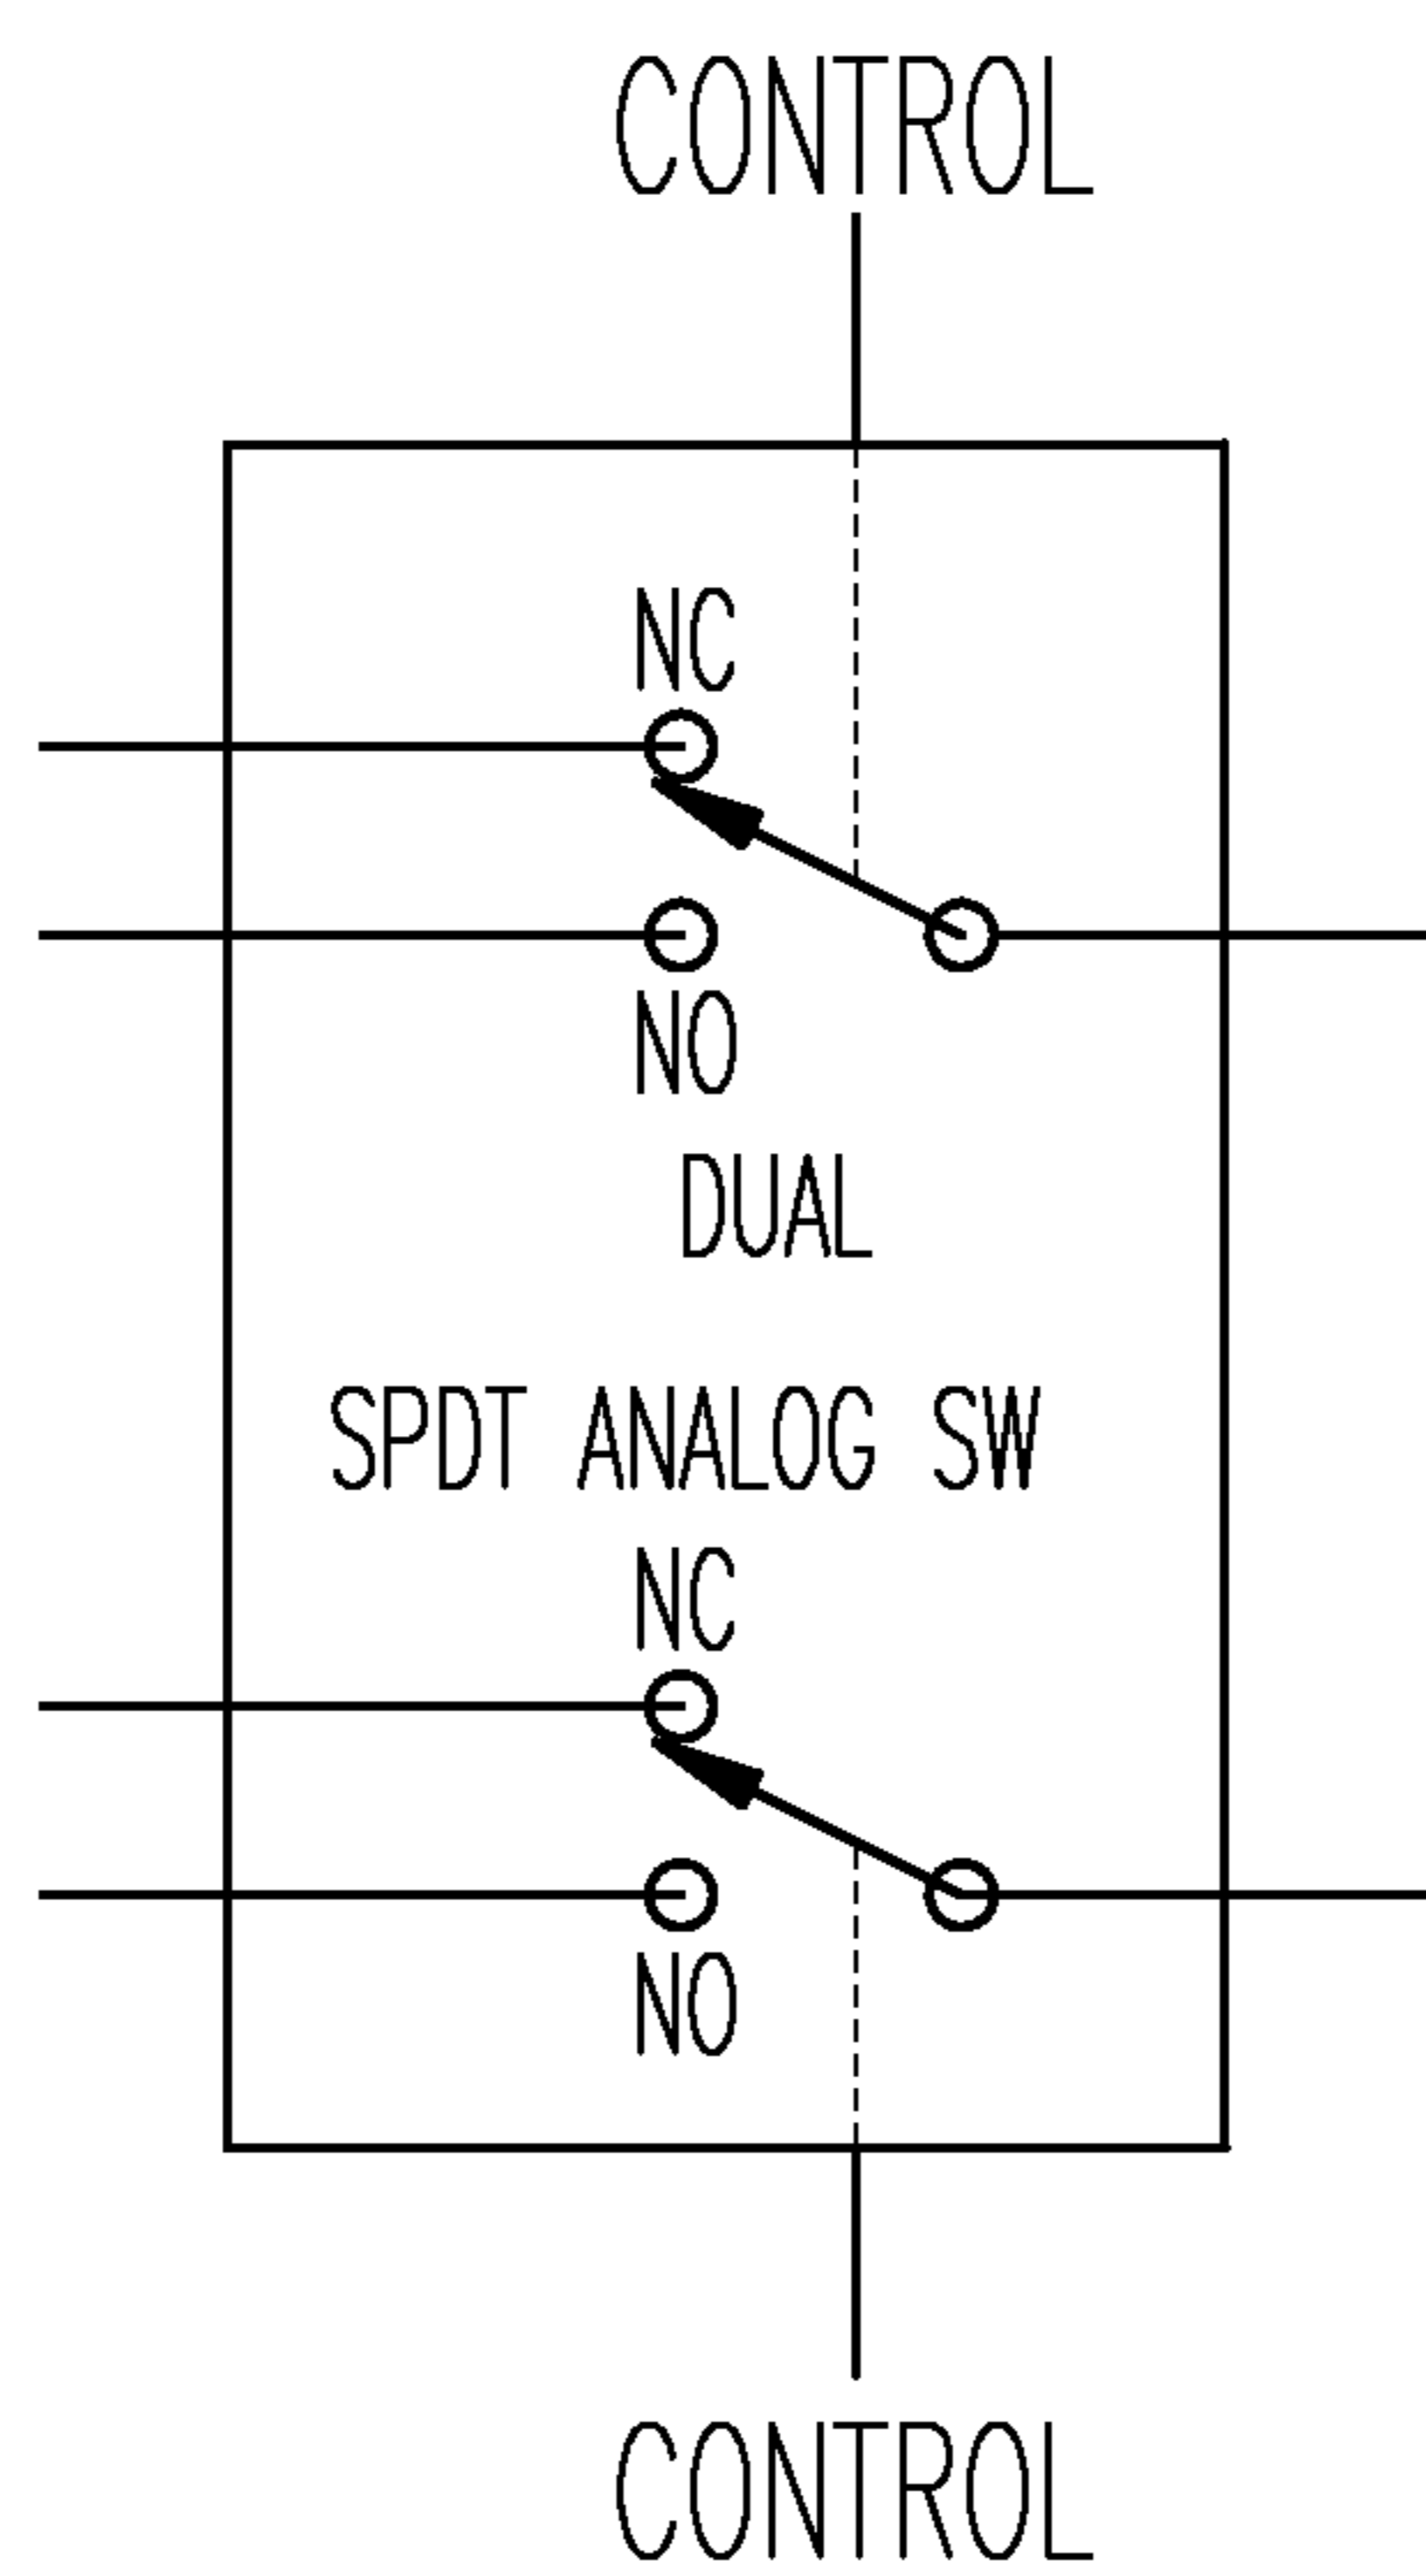 CONTROL
NC
NO
DUAL
SPDT ANALOG SW
NC
NO
CONTROL